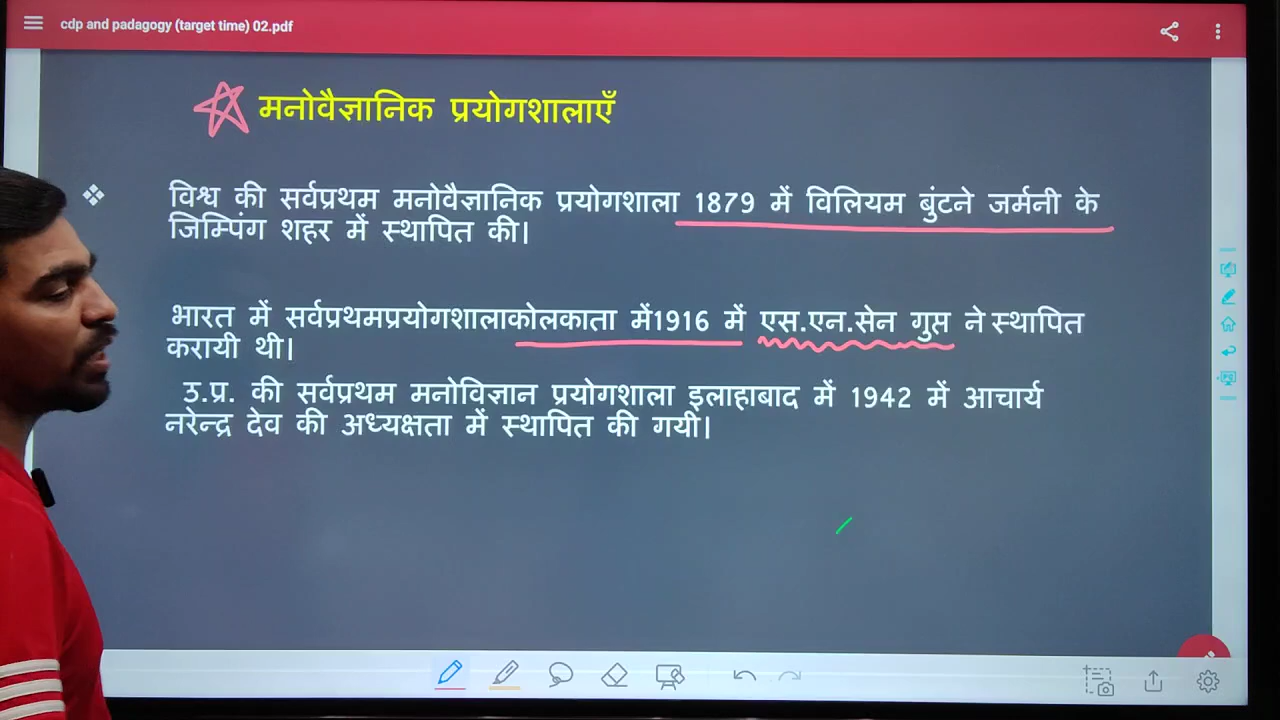 cdp and padagogy (target time) 02.pdf
मनोवैज्ञानिक प्रयोगशालाएँ
विश्व की सर्वप्रथम मनोवैज्ञानिक प्रयोगशाला 1879 में विलियम बुंटने जर्मनी के
जिम्पिंग शहर में स्थापित की।
भारत में सर्वप्रथमप्रयोगशालाकोलकाता में1916 में एस.एन.सेन गुप्त ने स्थापित
करायी थी।
उ.प्र. की सर्वप्रथम मनोविज्ञान प्रयोगशाला इलाहाबाद में 1942 में आचार्य
नरेन्द्र देव की अध्यक्षता में स्थापित की गयी।